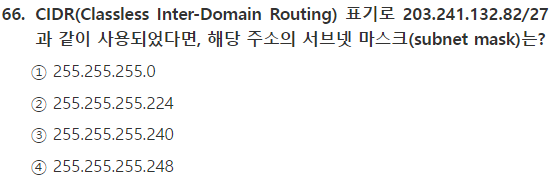 66. CIDR(Classless Inter-Domain Routing) 표기로 203.241.132.82/27
과 같이 사용되었다면, 해당 주소의 서브넷 마스크(subnet mask)는?
① 255.255.255.0
② 255.255.255.224
③ 255.255.255.240
④ 255.255.255.248